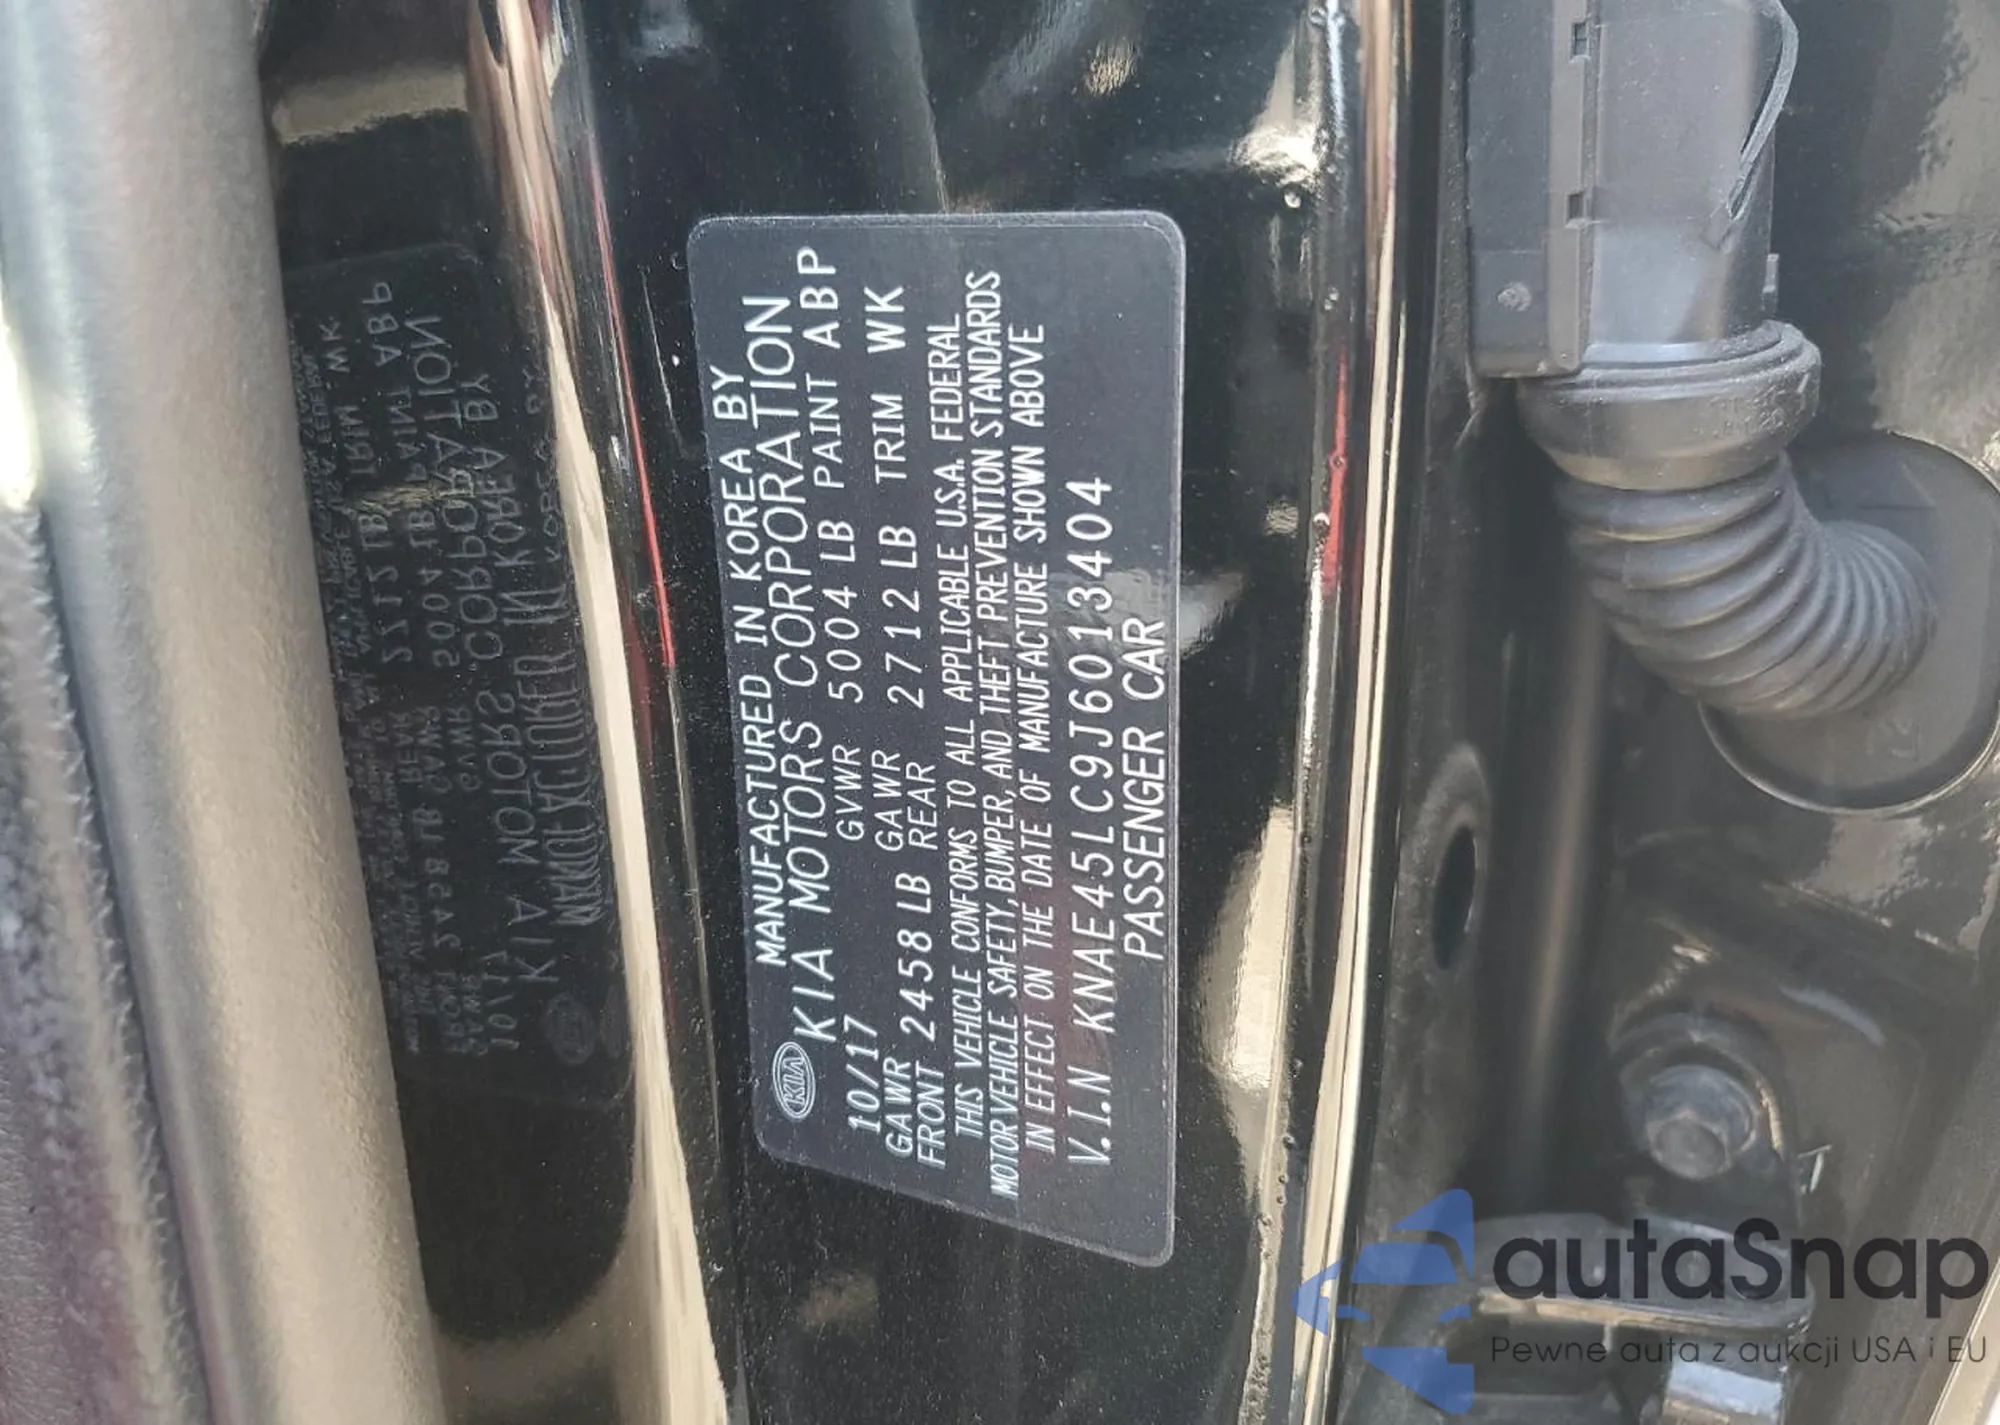 MANUFACTURED IN KOREA BY
KIA KIA MOTORS CORPORATION
10/17 GVWR 5004 LB PAINT ABP
GAWR FRONT 2458 LB GAWR REAR 2712 LB TRIM WK
THIS VEHICLE CONFORMS TO ALL APPLICABLE U.S.A. FEDERAL
MOTOR VEHICLE SAFETY, BUMPER, AND THEFT PREVENTION STANDARDS
IN EFFECT ON THE DATE OF MANUFACTURE SHOWN ABOVE
V.I.N KNAE45LC9J6013404
PASSENGER CAR
autaSnap
Pewne auta z aukcji USA i EU